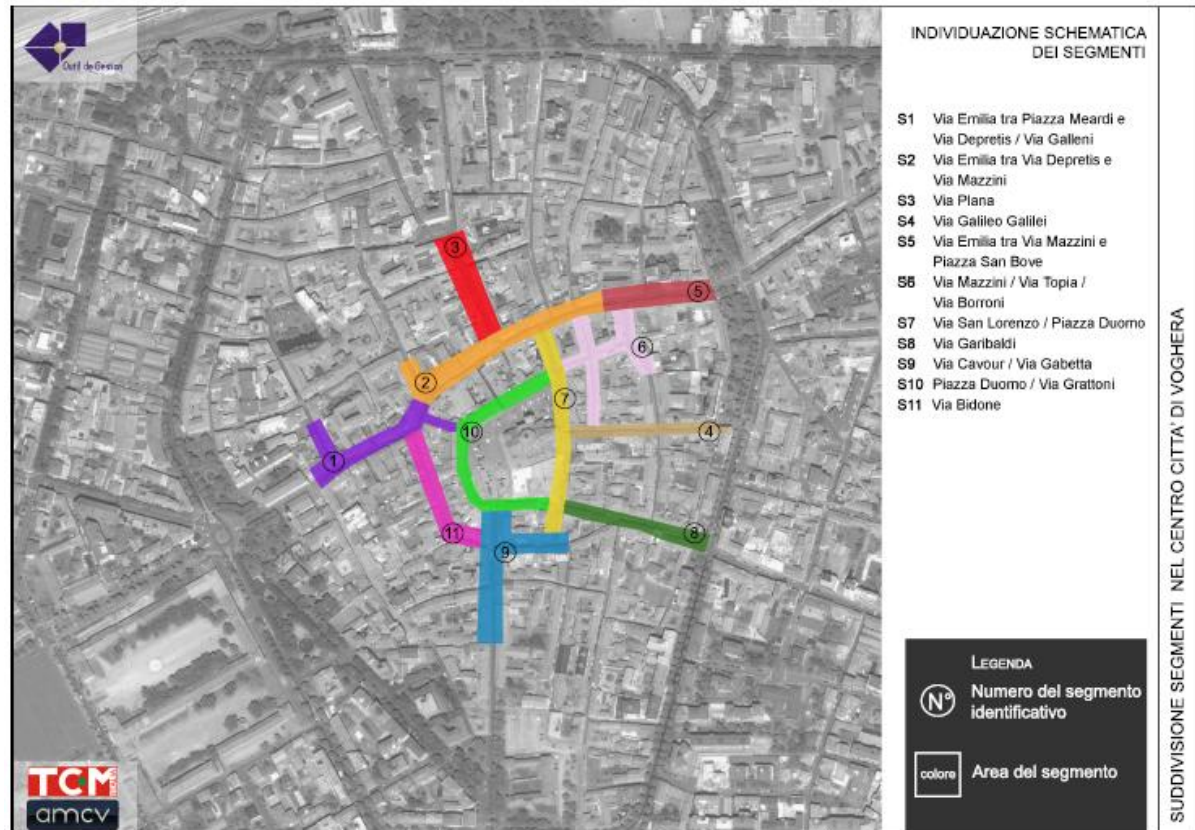 Outil de Gestion
INDIVIDUAZIONE SCHEMATICA
DEI SEGMENTI
S1 Via Emilia tra Piazza Meardi e
Via Depretis / Via Galleni
S2 Via Emilia tra Via Depretis e
Via Mazzini
S3 Via Plana
S4 Via Galileo Galilei
S5 Via Emilia tra Via Mazzini e
Piazza San Bove
S6 Via Mazzini / Via Topia /
Via Borroni
S7 Via San Lorenzo / Piazza Duomo
S8 Via Garibaldi
S9 Via Cavour / Via Gabetta
S10 Piazza Duomo / Via Grattoni
S11 Via Bidone
3
5
6
2
7
10
4
1
11
9
8
LEGENDA
N° Numero del segmento
identificativo
colore Area del segmento
SUDDIVISIONE SEGMENTI NEL CENTRO CITTA' DI VOGHERA
TCM
amcv